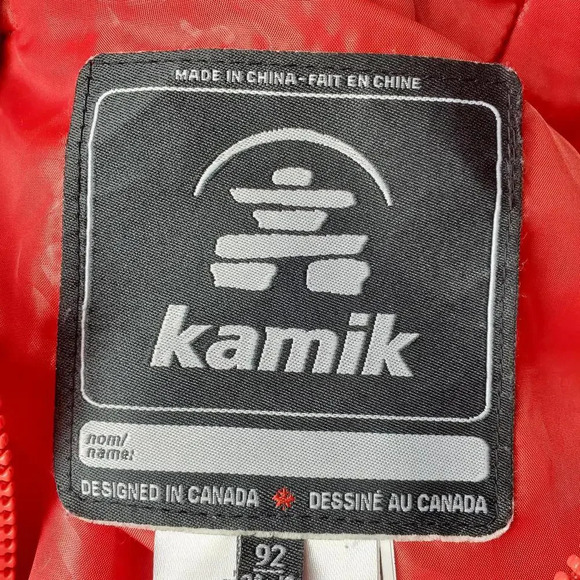 MADE IN CHINA - FAIT EN CHINE
kamik
nom/
name:
DESIGNED IN CANADA DESSINÉ AU CANADA
92